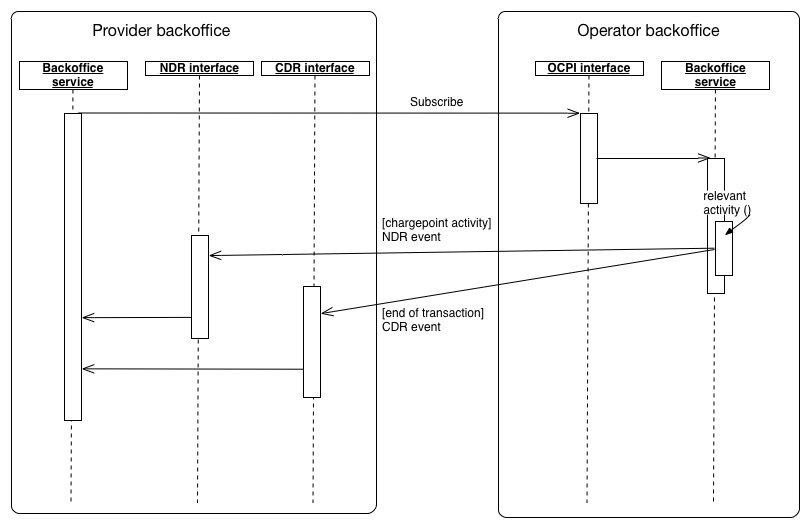 Provider backoffice
Operator backoffice
Backoffice
service
NDR interface
CDR interface
OCPI interface
Backoffice
service
Subscribe
relevant
activity ()
[chargepoint activity]
NDR event
[end of transaction]
CDR event